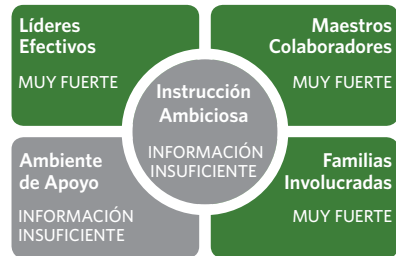 Líderes
Efectivos
MUY FUERTE
Maestros
Colaboradores
MUY FUERTE
Instrucción
Ambiciosa
INFORMACIÓN
INSUFICIENTE
Ambiente
de Apoyo
INFORMACIÓN
INSUFICIENTE
Familias
Involucradas
MUY FUERTE